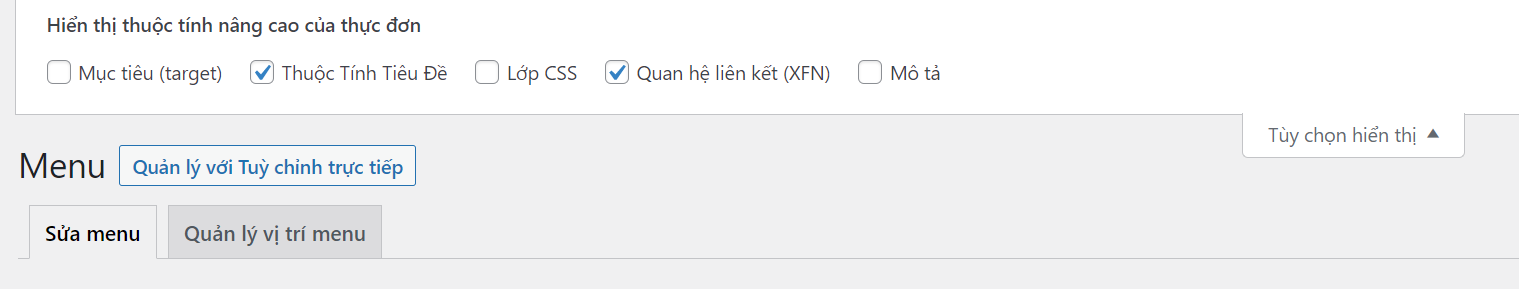 Hiển thị thuộc tính nâng cao của thực đơn
Mục tiêu (target) Thuộc Tính Tiêu Đề Lớp CSS Quan hệ liên kết (XFN) Mô tả
Tùy chọn hiển thị
Menu Quản lý với Tuỳ chỉnh trực tiếp
Sửa menu Quản lý vị trí menu